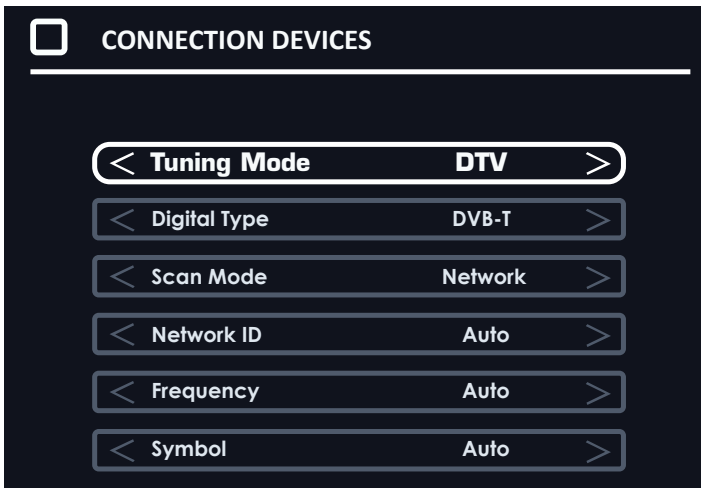 CONNECTION DEVICES
< Tuning Mode DTV >
< Digital Type DVB-T >
< Scan Mode Network >
< Network ID Auto >
< Frequency Auto >
< Symbol Auto >